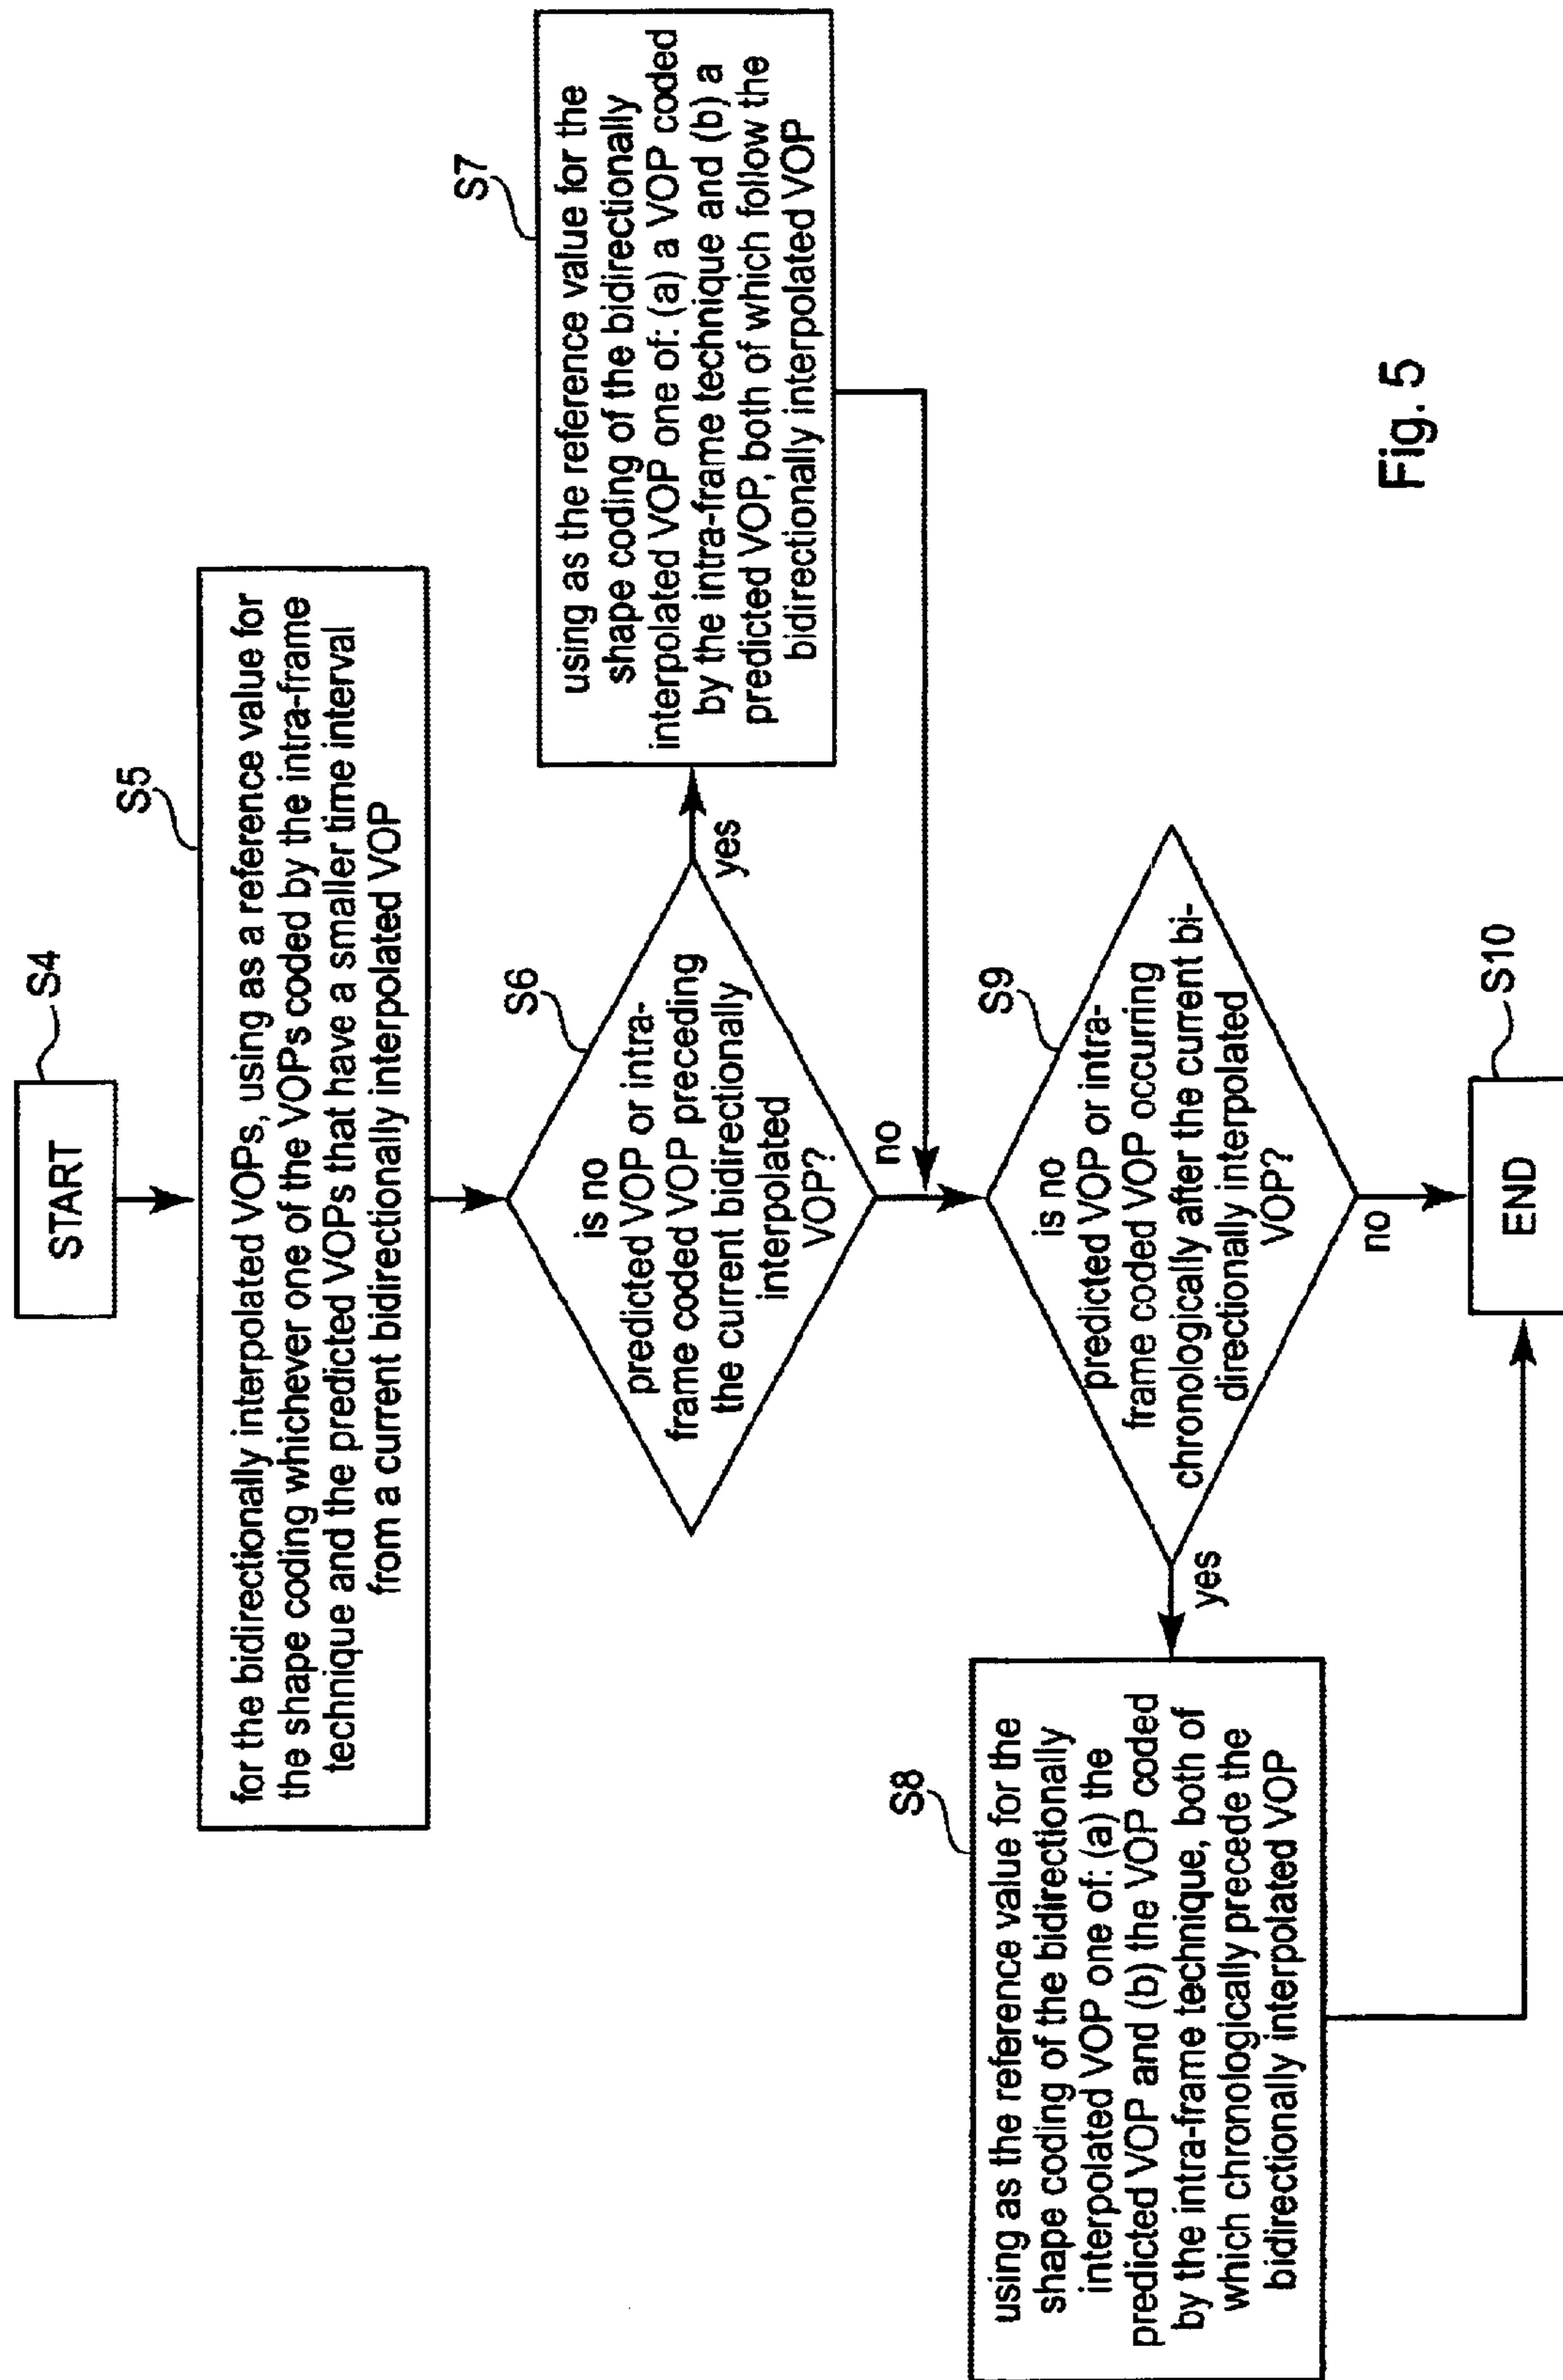 START
S4
S5
for the bidirectionally interpolated VOPs, using as a reference value for
the shape coding whichever one of the VOPs coded by the intra-frame
technique and the predicted VOPs that have a smaller time interval
from a current bidirectionally interpolated VOP
S6
is no
predicted VOP or intra-
frame coded VOP preceding
the current bidirectionally
interpolated
VOP?
yes
no
S7
using as the reference value for the
shape coding of the bidirectionally
interpolated VOP one of: (a) a VOP coded
by the intra-frame technique and (b) a
predicted VOP, both of which follow the
bidirectionally interpolated VOP
S9
is no
predicted VOP or intra-
frame coded VOP occurring
chronologically after the current bi-
directionally interpolated
VOP?
yes
no
S8
using as the reference value for the
shape coding of the bidirectionally
interpolated VOP one of: (a) the
predicted VOP and (b) the VOP coded
by the intra-frame technique, both of
which chronologically precede the
bidirectionally interpolated VOP
S10
END
Fig. 5